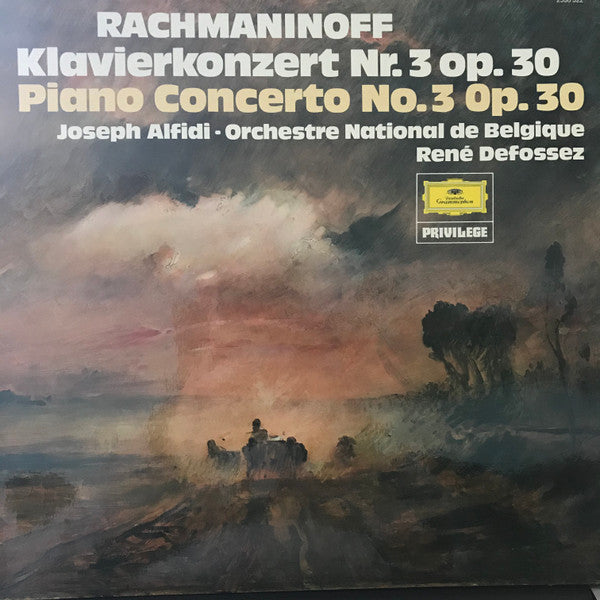 RACHMANINOFF
Klavierkonzert Nr. 3 op. 30
Piano Concerto No. 3 Op. 30
Joseph Alfidi · Orchestre National de Belgique
René Defossez
Deutsche
Grammophon
PRIVILEGE